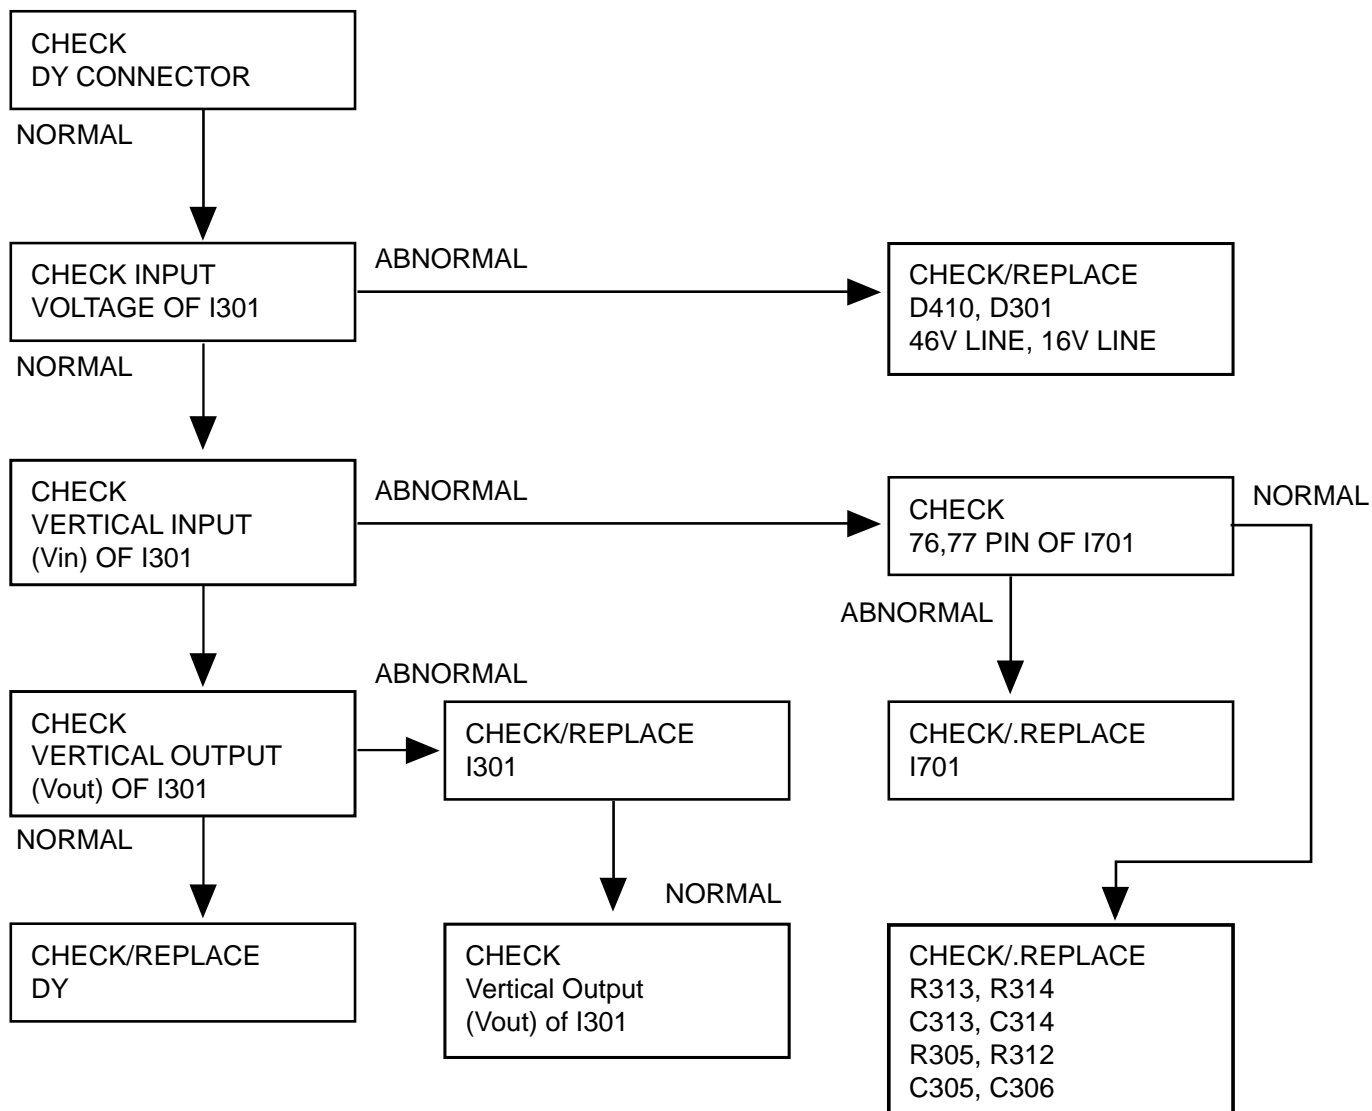 CHECK
DY CONNECTOR
NORMAL
CHECK INPUT
VOLTAGE OF I301
ABNORMAL
CHECK/REPLACE
D410, D301
46V LINE, 16V LINE
NORMAL
CHECK
VERTICAL INPUT
(Vin) OF I301
ABNORMAL
CHECK
76,77 PIN OF I701
NORMAL
ABNORMAL
CHECK
VERTICAL OUTPUT
(Vout) OF I301
ABNORMAL
CHECK/REPLACE
I301
CHECK/.REPLACE
I701
NORMAL
NORMAL
CHECK/REPLACE
DY
CHECK
Vertical Output
(Vout) of I301
CHECK/.REPLACE
R313, R314
C313, C314
R305, R312
C305, C306